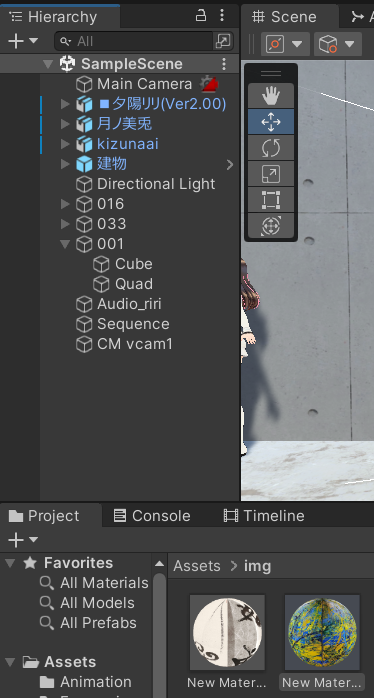 Hierarchy
All
SampleScene
Main Camera
■夕陽リリ(Ver2.00)
月ノ美兎
kizunaai
建物
Directional Light
016
033
001
Cube
Quad
Audio_riri
Sequence
CM vcam1
Scene
A
Project
Console
Timeline
Favorites
All Materials
All Models
All Prefabs
Assets
Animation
Assets > img
New Mater...
New Mater...